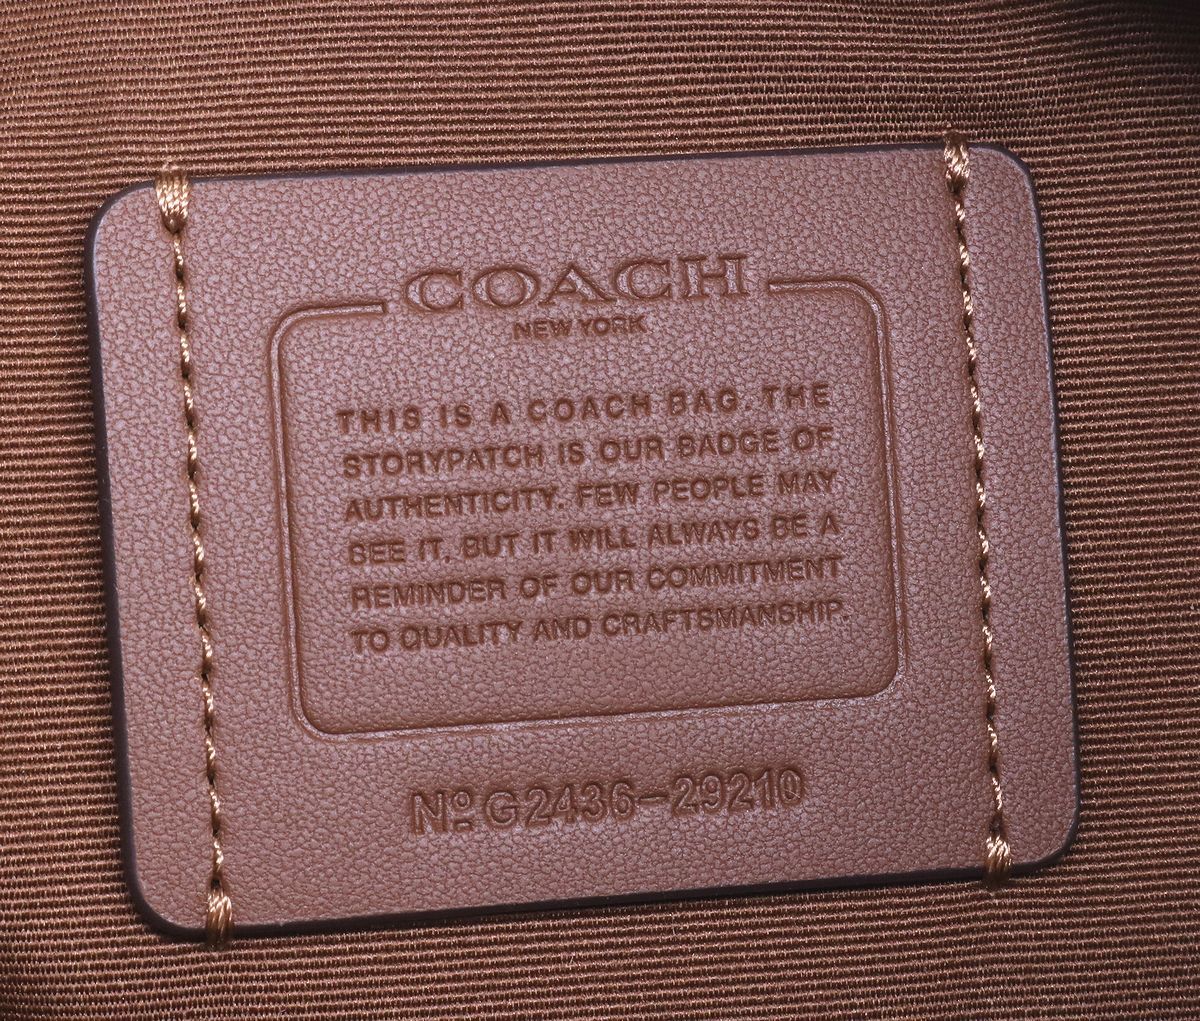 COACH
NEW YORK
THIS IS A COACH BAG. THE
STORYPATCH IS OUR BADGE OF
AUTHENTICITY. FEW PEOPLE MAY
SEE IT, BUT IT WILL ALWAYS BE A
REMINDER OF OUR COMMITMENT
TO QUALITY AND CRAFTSMANSHIP.
Nº G2436-29210